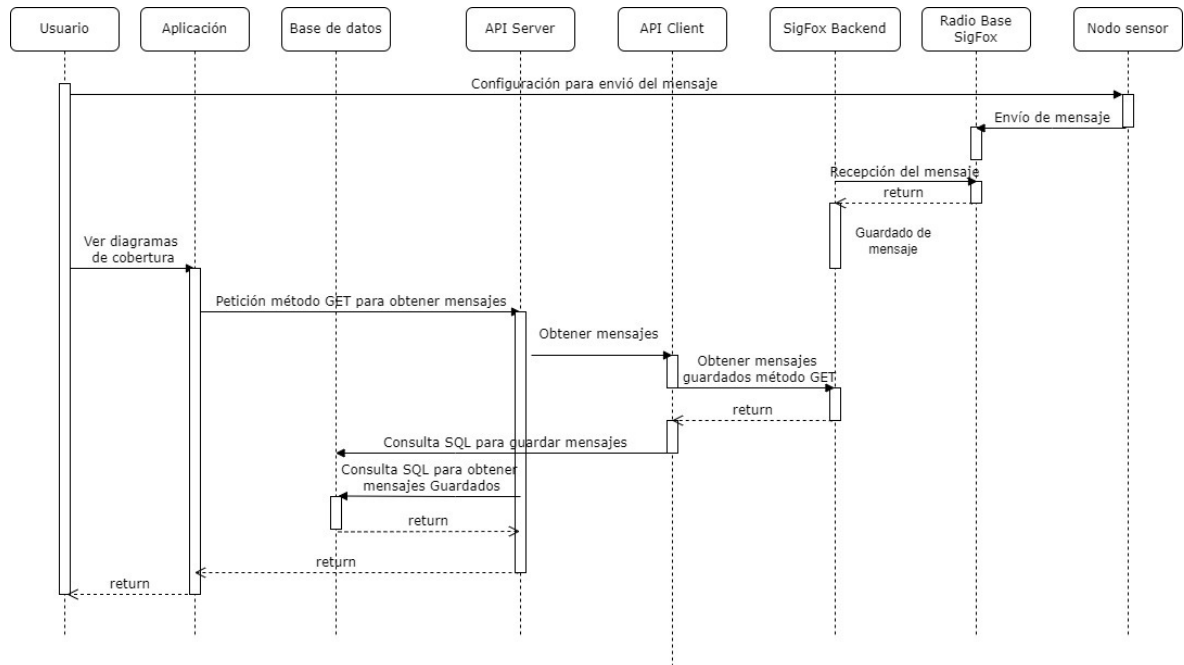 Usuario
Aplicación
Base de datos
API Server
API Client
SigFox Backend
Radio Base
SigFox
Nodo sensor
Configuración para envió del mensaje
Envío de mensaje
Recepción del mensaje
return
Guardado de
mensaje
Ver diagramas
de cobertura
Petición método GET para obtener mensajes
Obtener mensajes
Obtener mensajes
guardados método GET
return
Consulta SQL para guardar mensajes
Consulta SQL para obtener
mensajes Guardados
return
return
return